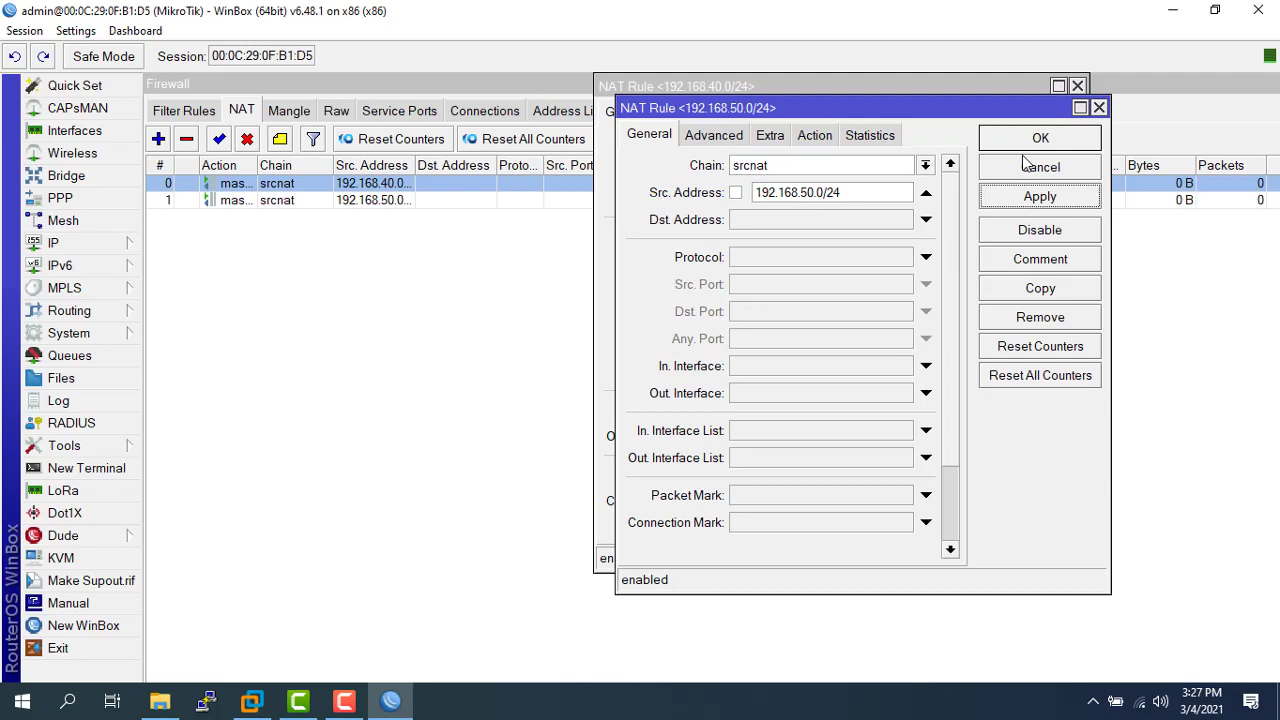 admin@00:0C:29:0F:B1:D5 (MikroTik) - WinBox (64bit) v6.48.1 on x86 (x86)
Session Settings Dashboard
Safe Mode Session: 00:0C:29:0F:B1:D5
Quick Set
CAPsMAN
Interfaces
Wireless
Bridge
PPP
Mesh
IP
IPv6
MPLS
Routing
System
Queues
Files
Log
RADIUS
Tools
New Terminal
LoRa
Dot1X
Dude
KVM
Make Supout.rif
Manual
New WinBox
Exit
RouterOS WinBox
Firewall
Filter Rules NAT Mangle Raw Service Ports Connections Address Li
Reset Counters Reset All Counters
# Action Chain Src. Address Dst. Address Proto... Src. Port Bytes Packets
0 mas... srcnat 192.168.40.0... 0 B 0
1 mas... srcnat 192.168.50.0... 0 B 0
NAT Rule <192.168.40.0/24>
NAT Rule <192.168.50.0/24>
General Advanced Extra Action Statistics
Chain: srcnat
Src. Address: 192.168.50.0/24
Dst. Address:
Protocol:
Src. Port:
Dst. Port:
Any. Port:
In. Interface:
Out. Interface:
In. Interface List:
Out. Interface List:
Packet Mark:
Connection Mark:
enabled
OK
Cancel
Apply
Disable
Comment
Copy
Remove
Reset Counters
Reset All Counters
3:27 PM
3/4/2021